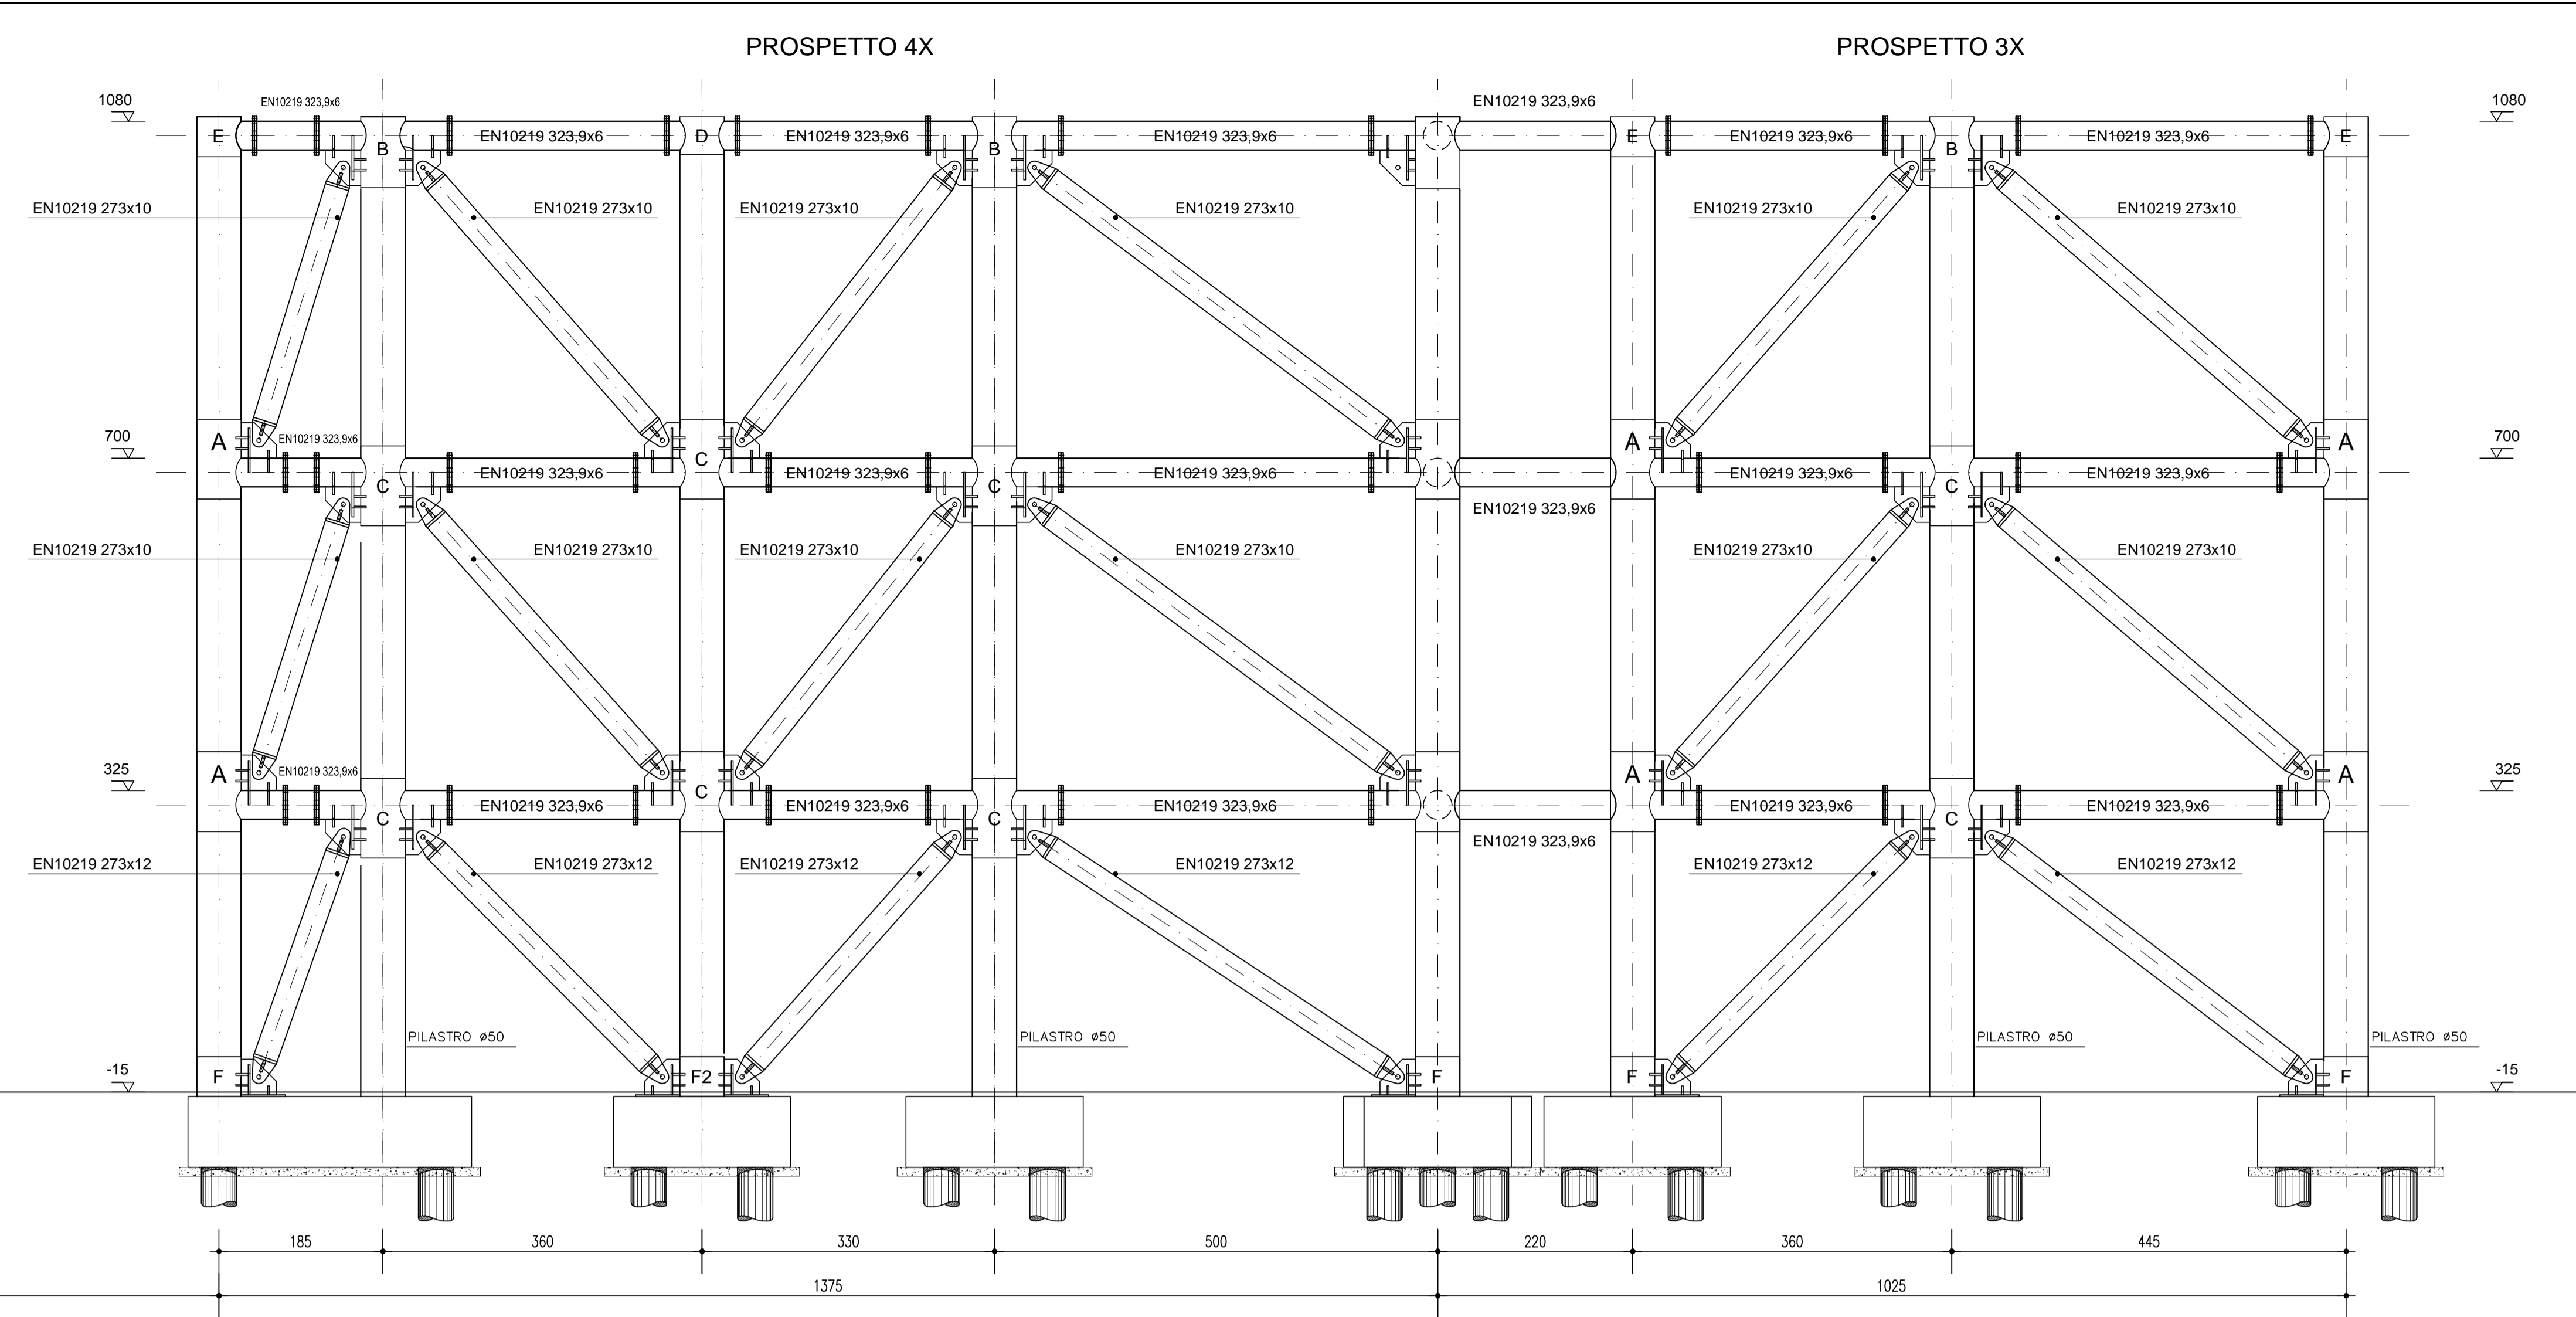 PROSPETTO 4X PROSPETTO 3X
1080 EN10219 323,9x6 EN10219 323,9x6 1080
E EN10219 323,9x6 D EN10219 323,9x6 EN10219 323,9x6 E EN10219 323,9x6 EN10219 323,9x6 E
B B B
EN10219 273x10 EN10219 273x10 EN10219 273x10 EN10219 273x10 EN10219 273x10 EN10219 273x10
700 A EN10219 323,9x6 A A 700
C
EN10219 323,9x6 EN10219 323,9x6 EN10219 323,9x6 EN10219 323,9x6 EN10219 323,9x6
C C C
EN10219 323,9x6
EN10219 273x10 EN10219 273x10 EN10219 273x10 EN10219 273x10 EN10219 273x10 EN10219 273x10
325 A EN10219 323,9x6 A A 325
C
EN10219 323,9x6 EN10219 323,9x6 EN10219 323,9x6 EN10219 323,9x6 EN10219 323,9x6
C C C
EN10219 323,9x6
EN10219 273x12 EN10219 273x12 EN10219 273x12 EN10219 273x12 EN10219 273x12 EN10219 273x12
PILASTRO ø50 PILASTRO ø50 PILASTRO ø50 PILASTRO ø50
-15 F F2 F F F -15
185 360 330 500 220 360 445
1375 1025